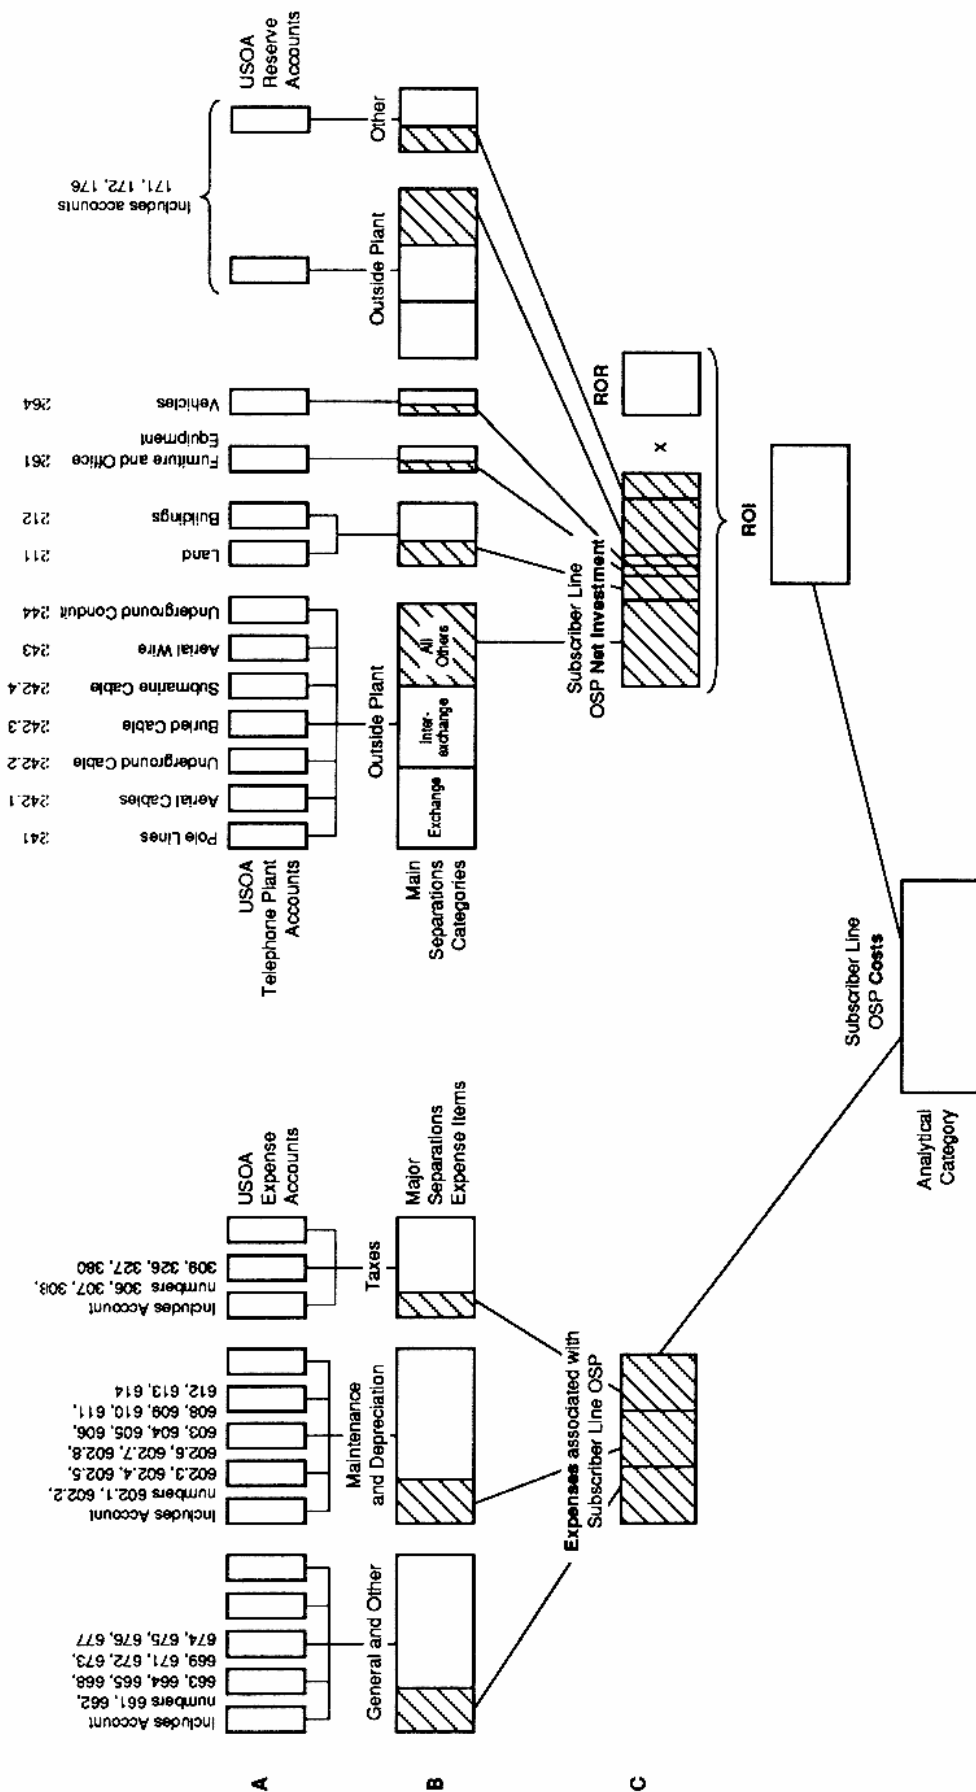 A
Includes Account
numbers 661, 662,
663, 664, 665, 668,
669, 671, 672, 673,
674, 675, 676, 677
Includes Account
numbers 602.1, 602.2,
602.3, 602.4, 602.5,
602.6, 602.7, 602.8,
603, 604, 605, 606,
608, 609, 610, 611,
612, 613, 614
Includes Account
numbers 306, 307, 308,
309, 326, 327, 380
USOA
Expense
Accounts
USOA
Telephone Plant
Accounts
Pole Lines 241
Aerial Cables 242.1
Underground Cable 242.2
Buried Cable 242.3
Submarine Cable 242.4
Aerial Wire 243
Underground Conduit 244
Land 211
Buildings 212
Furniture and Office
Equipment 261
Vehicles 264
Includes accounts
171, 172, 176
USOA
Reserve
Accounts
B
General and Other
Maintenance
and Depreciation
Taxes
Major
Separations
Expense Items
Main
Separations
Categories
Outside Plant
Exchange
Inter-
exchange
All
Others
Outside Plant
Other
C
Expenses associated with
Subscriber Line OSP
Subscriber Line
OSP Net Investment
x
ROR
ROI
Analytical
Category
Subscriber Line
OSP Costs